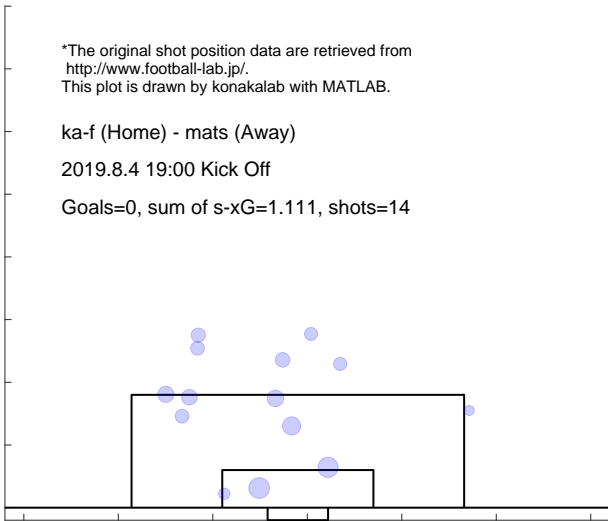 *The original shot position data are retrieved from
http://www.football-lab.jp/.
This plot is drawn by konakalab with MATLAB.
ka-f (Home) - mats (Away)
2019.8.4 19:00 Kick Off
Goals=0, sum of s-xG=1.111, shots=14